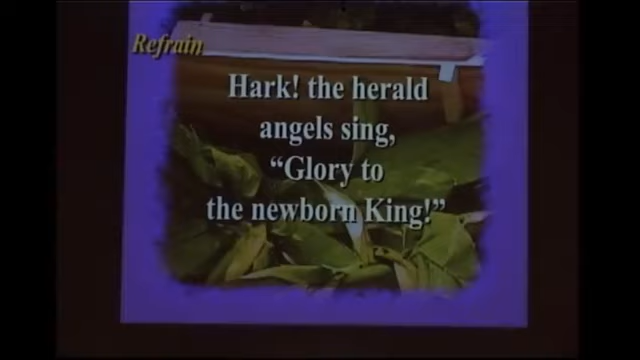 Refrain
Hark! the herald
angels sing,
“Glory to
the newborn King!”